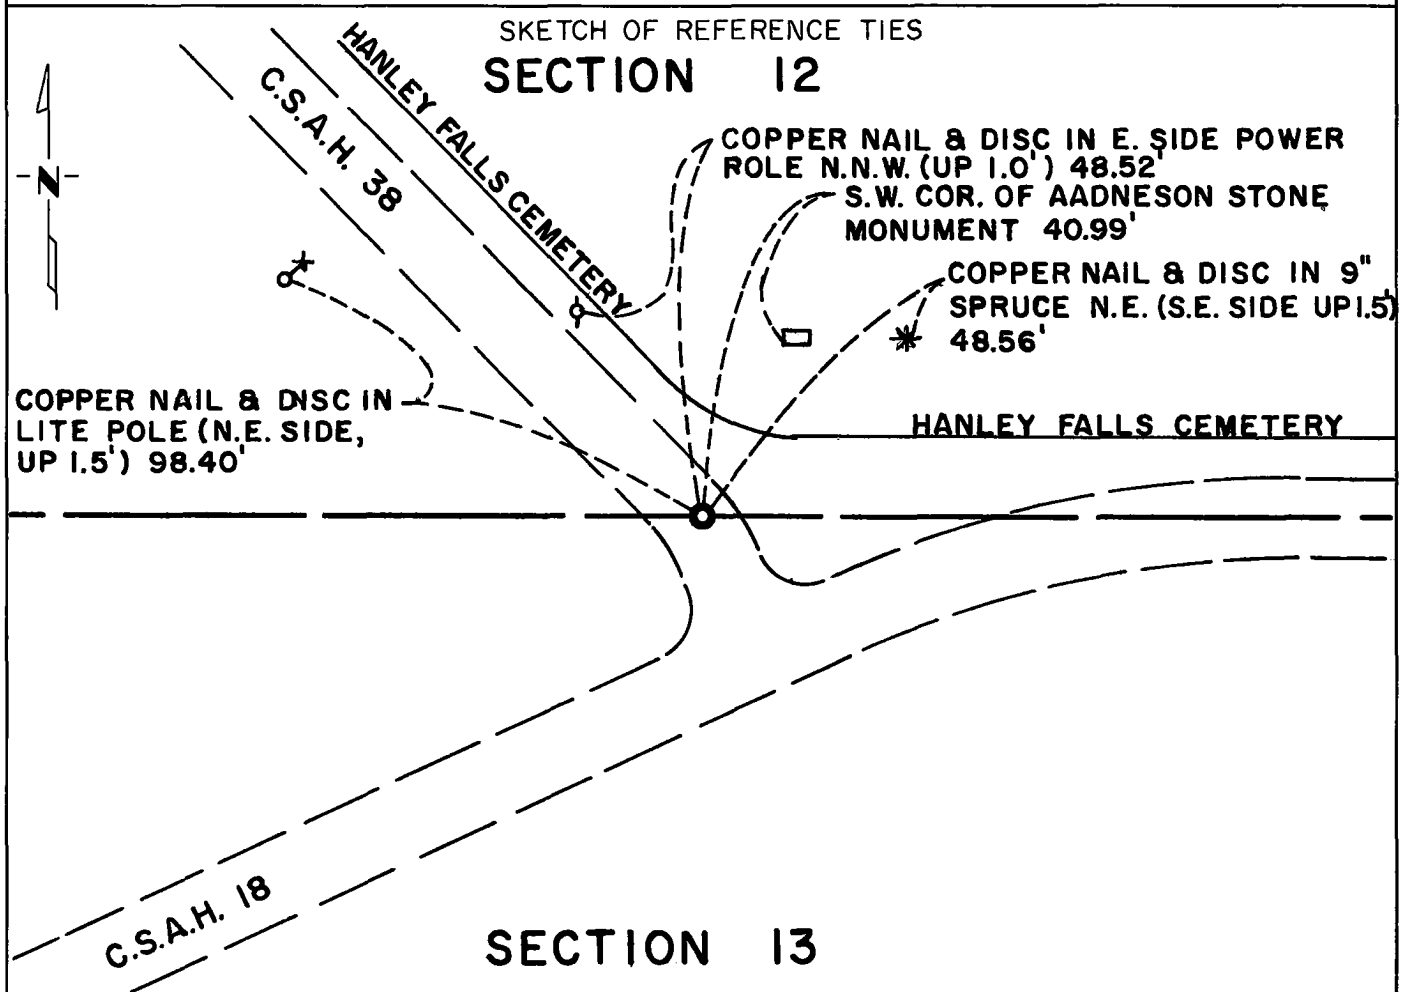 SKETCH OF REFERENCE TIES
SECTION 12
HANLEY FALLS CEMETERY
C.S.A.H. 38
N
COPPER NAIL & DISC IN E. SIDE POWER
ROLE N.N.W. (UP 1.0') 48.52'
S.W. COR. OF AADNESON STONE
MONUMENT 40.99'
COPPER NAIL & DISC IN 9"
SPRUCE N.E. (S.E. SIDE UP 1.5')
48.56'
COPPER NAIL & DISC IN
LITE POLE (N.E. SIDE,
UP 1.5') 98.40'
HANLEY FALLS CEMETERY
C.S.A.H. 18
SECTION 13